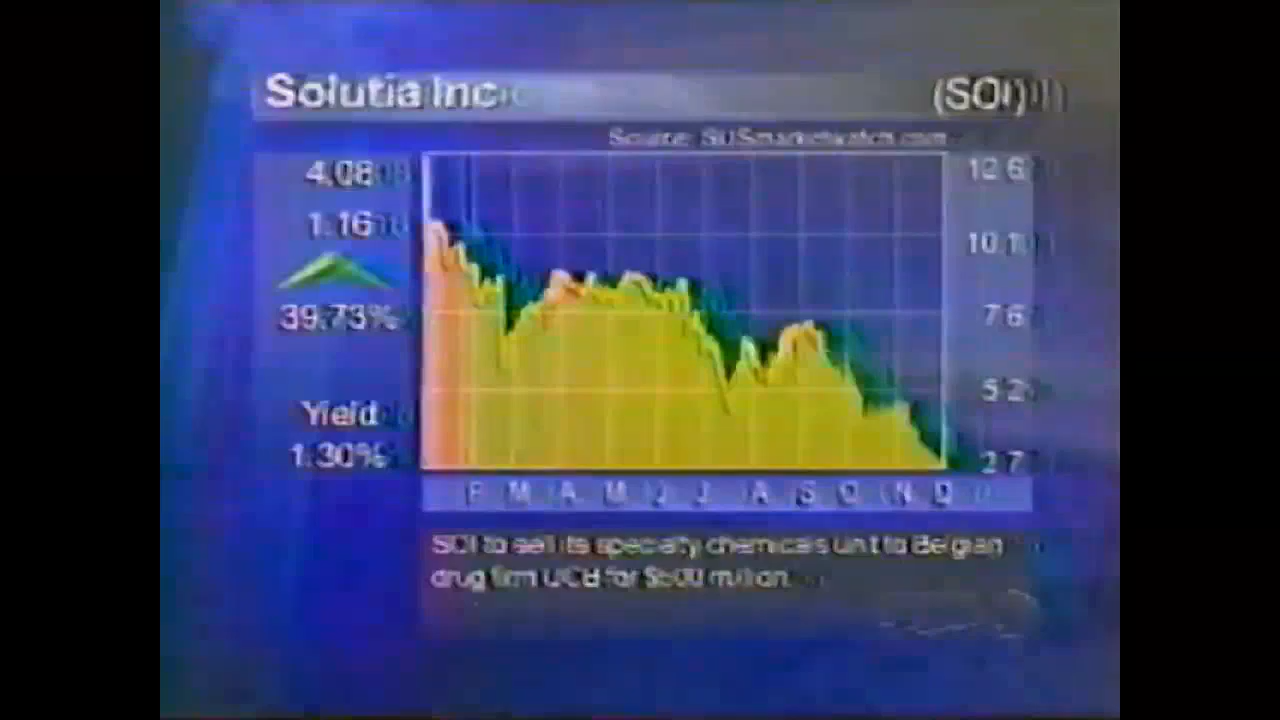 Solutia Inc
(SOI)
Source: marketwatch.com
4.08
1.16
39.73%
Yield
1.30%
12.6
10.1
7.6
5.2
2.7
F M A M J J A S O N D
SOI to sell its specialty chemicals unit to Belgian
drug firm UCB for $500 million.